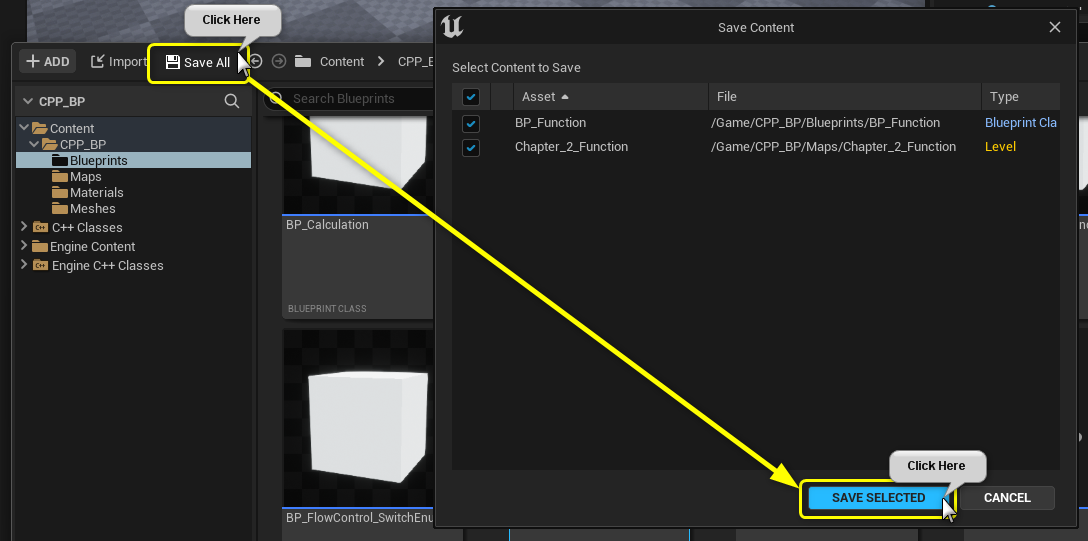 Click Here
Save Content
ADD
Import
Save All
Content
CPP_B
Select Content to Save
CPP_BP
Search Blueprints
Asset
File
Type
BP_Function
/Game/CPP_BP/Blueprints/BP_Function
Blueprint Cla
Chapter_2_Function
/Game/CPP_BP/Maps/Chapter_2_Function
Level
Content
CPP_BP
Blueprints
Maps
Materials
Meshes
C++ Classes
Engine Content
Engine C++ Classes
BP_Calculation
BLUEPRINT CLASS
BP_FlowControl_SwitchEnu
Click Here
SAVE SELECTED
CANCEL